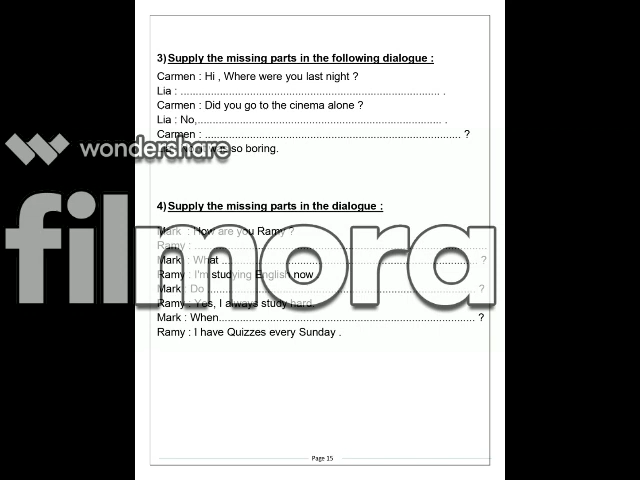 3) Supply the missing parts in the following dialogue :
Carmen : Hi , Where were you last night ?
Lia : ........................................................................................ .
Carmen : Did you go to the cinema alone ?
Lia : No,.................................................................................. .
Carmen : ...................................................................................... ?
so boring.
wondershare
4) Supply the missing parts in the dialogue :
filmora
Mark : How are you Ramy ?
Ramy : ....................................................................................................
Mark : What ...................................................................................... ?
Ramy : I'm studying English now
Mark : Do .......................................................................................... ?
Ramy : Yes, I always study hard.
Mark : When...................................................................................... ?
Ramy : I have Quizzes every Sunday .
Page 15